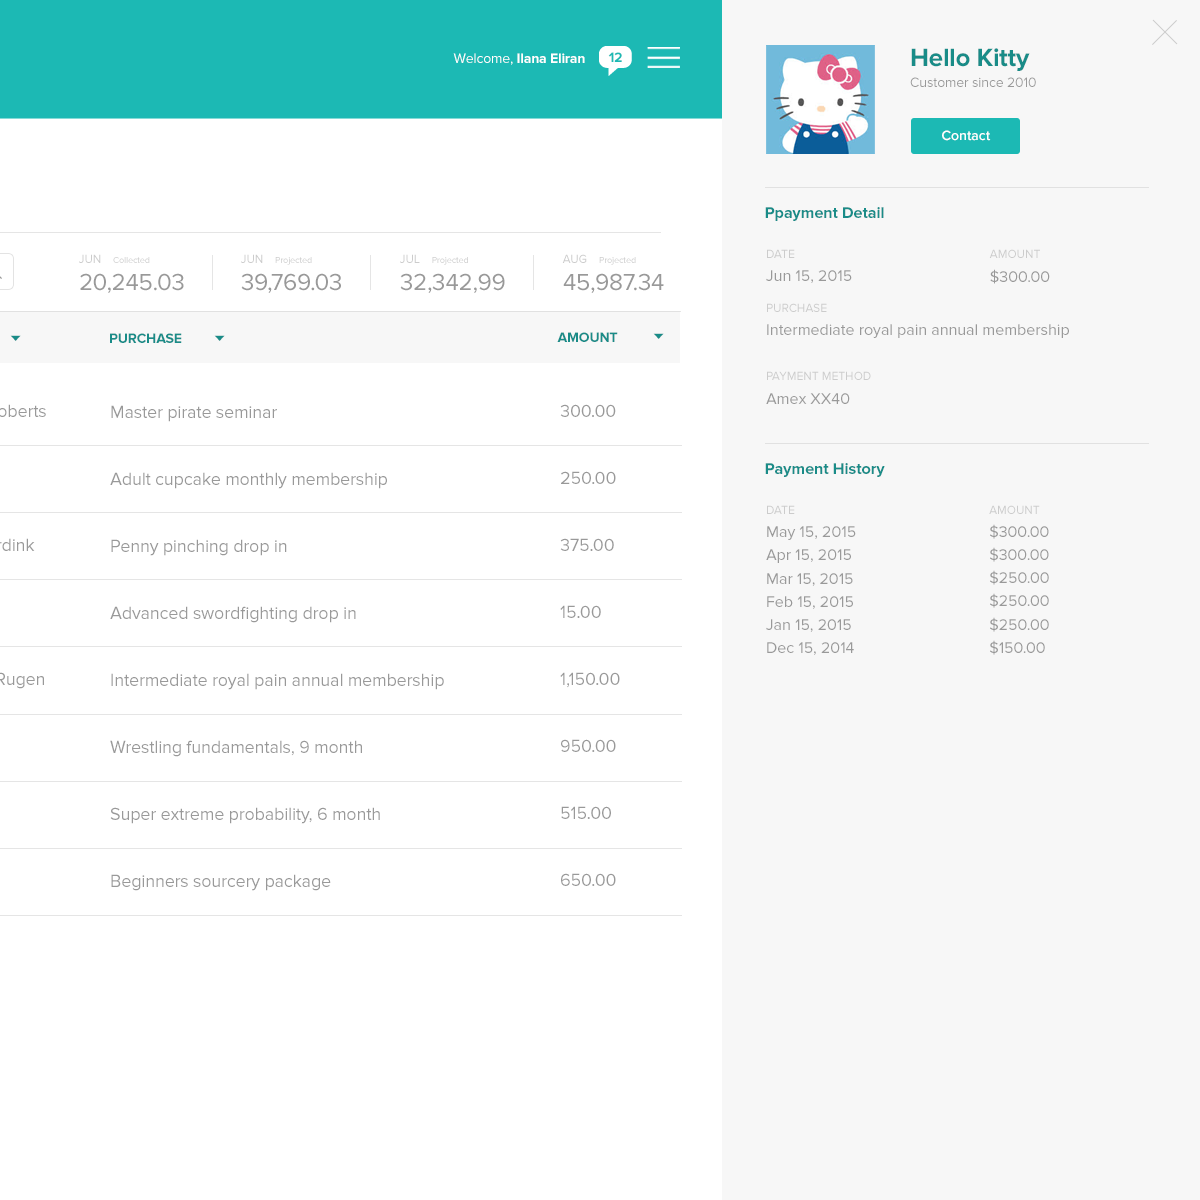 Welcome, Ilana Eliran 12
JUN Collected
20,245.03
JUN Projected
39,769.03
JUL Projected
32,342,99
AUG Projected
45,987.34
PURCHASE AMOUNT
oberts Master pirate seminar 300.00
Adult cupcake monthly membership 250.00
rdink Penny pinching drop in 375.00
Advanced swordfighting drop in 15.00
Rugen Intermediate royal pain annual membership 1,150.00
Wrestling fundamentals, 9 month 950.00
Super extreme probability, 6 month 515.00
Beginners sourcery package 650.00
Hello Kitty
Customer since 2010
Contact
Ppayment Detail
DATE AMOUNT
Jun 15, 2015 $300.00
PURCHASE
Intermediate royal pain annual membership
PAYMENT METHOD
Amex XX40
Payment History
DATE AMOUNT
May 15, 2015 $300.00
Apr 15, 2015 $300.00
Mar 15, 2015 $250.00
Feb 15, 2015 $250.00
Jan 15, 2015 $250.00
Dec 15, 2014 $150.00